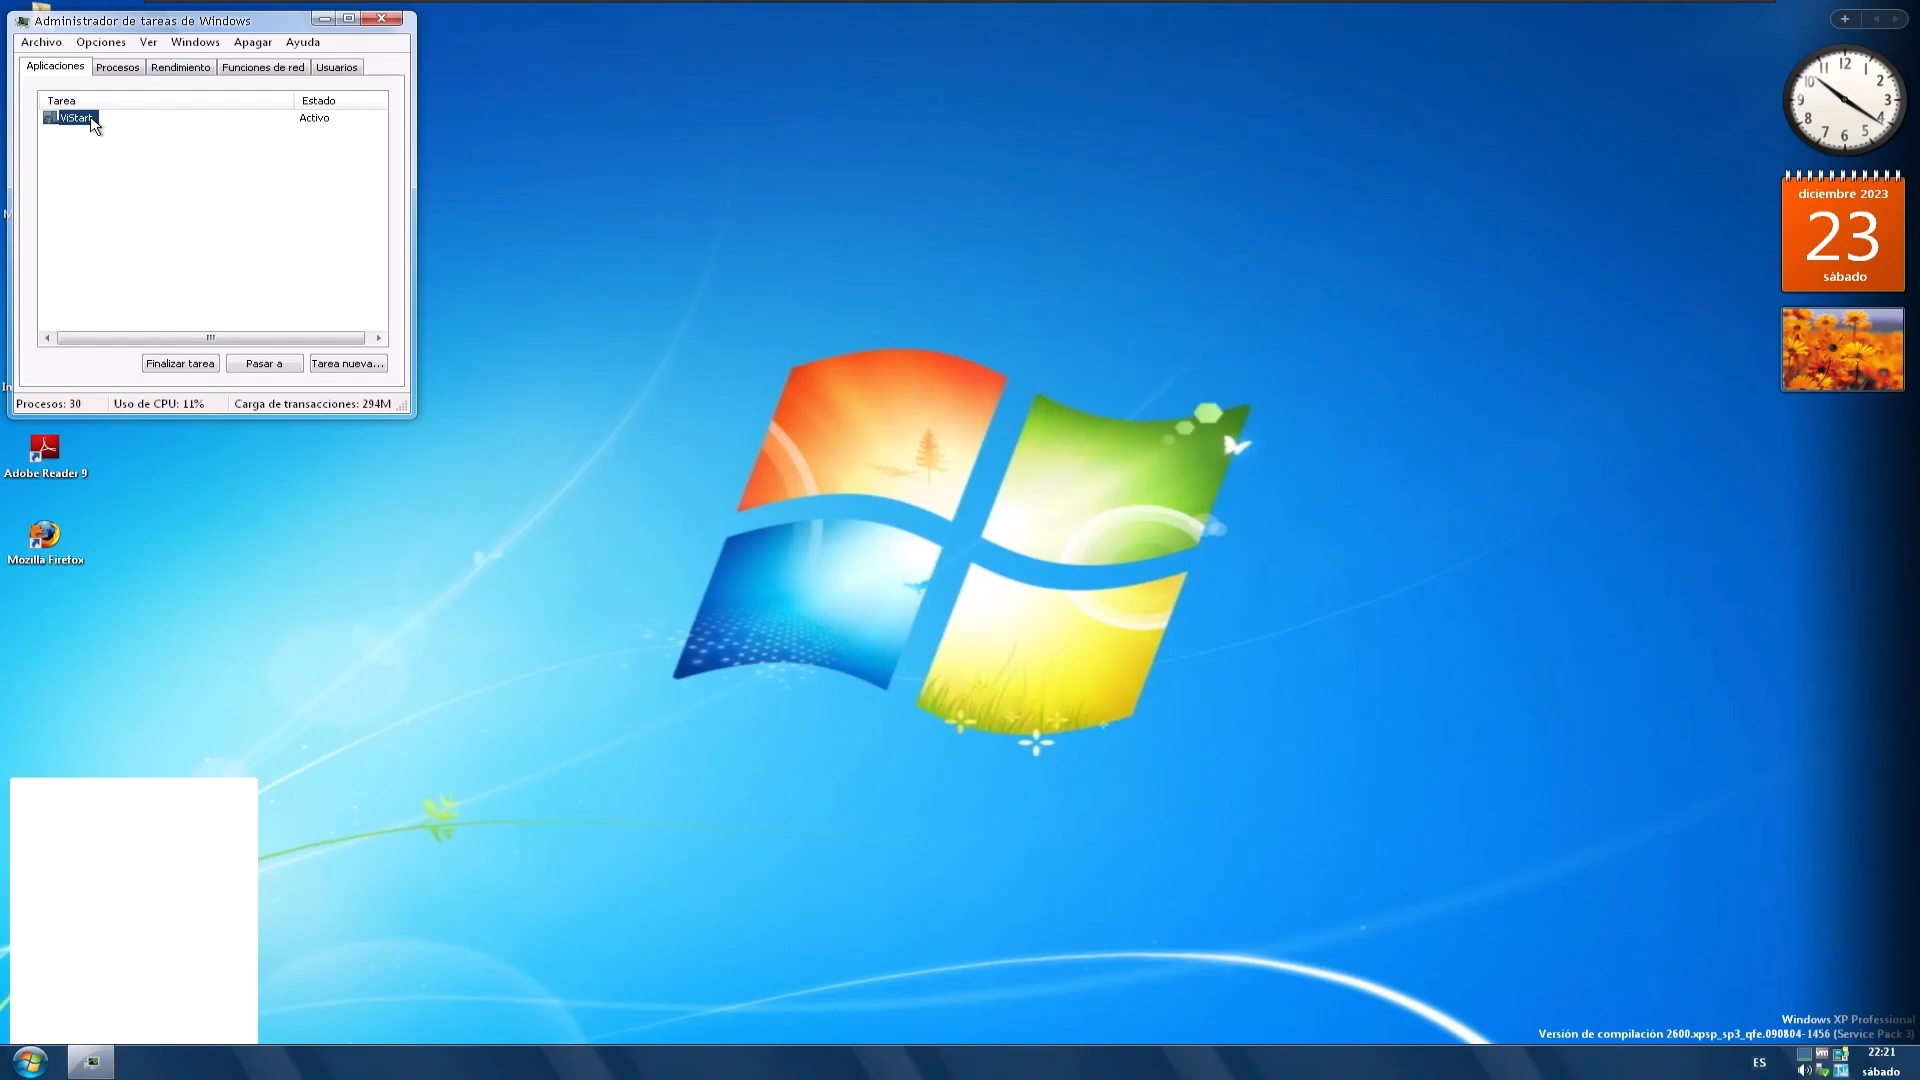 Administrador de tareas de Windows
Archivo Opciones Ver Windows Apagar Ayuda
Aplicaciones Procesos Rendimiento Funciones de red Usuarios
Tarea Estado
ViStart Activo
Finalizar tarea Pasar a Tarea nueva...
Procesos: 30 Uso de CPU: 11% Carga de transacciones: 294M
Adobe Reader 9
Mozilla Firefox
12 1 2 3 4 5 6 7 8 9 10 11
diciembre 2023
23
sábado
Windows XP Professional
Versión de compilación 2600.xpsp_sp3_qfe.090804-1456 (Service Pack 3)
ES
22:21
sábado